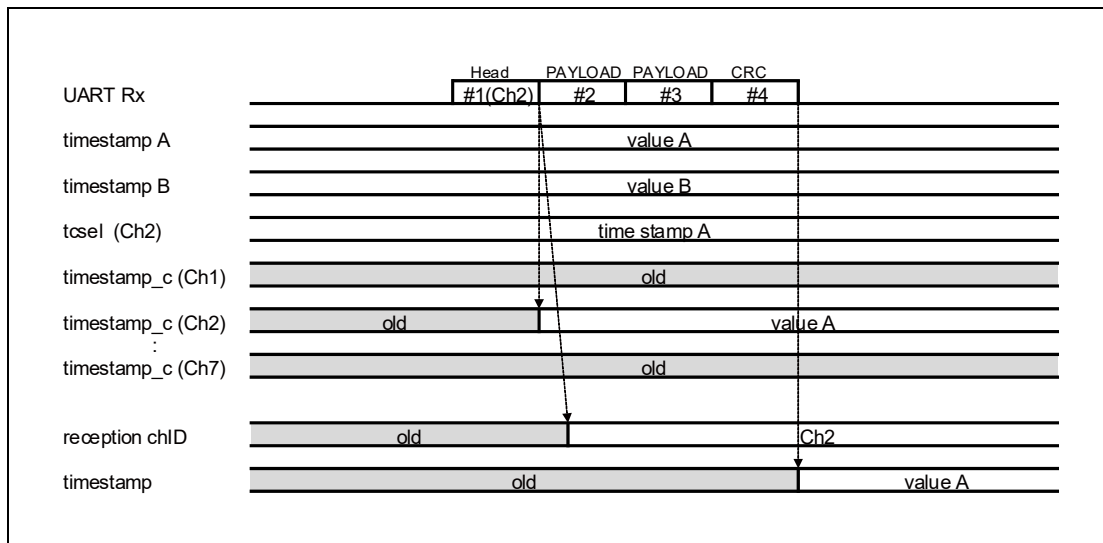 Head PAYLOAD PAYLOAD CRC
UART Rx #1(Ch2) #2 #3 #4
timestamp A value A
timestamp B value B
tcsel (Ch2) time stamp A
timestamp_c (Ch1) old
timestamp_c (Ch2) old value A
:
timestamp_c (Ch7) old
reception chID old Ch2
timestamp old value A